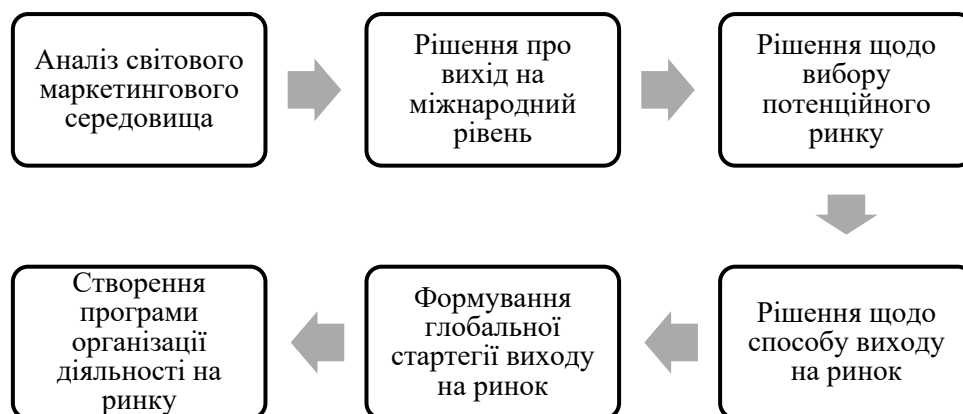 Аналіз світового
маркетингового
середовища
Рішення про
вихід на
міжнародний
рівень
Рішення щодо
вибору
потенційного
ринку
Рішення щодо
способу виходу
на ринок
Формування
глобальної
стартегії виходу
на ринок
Створення
програми
організації
діяльності на
ринку